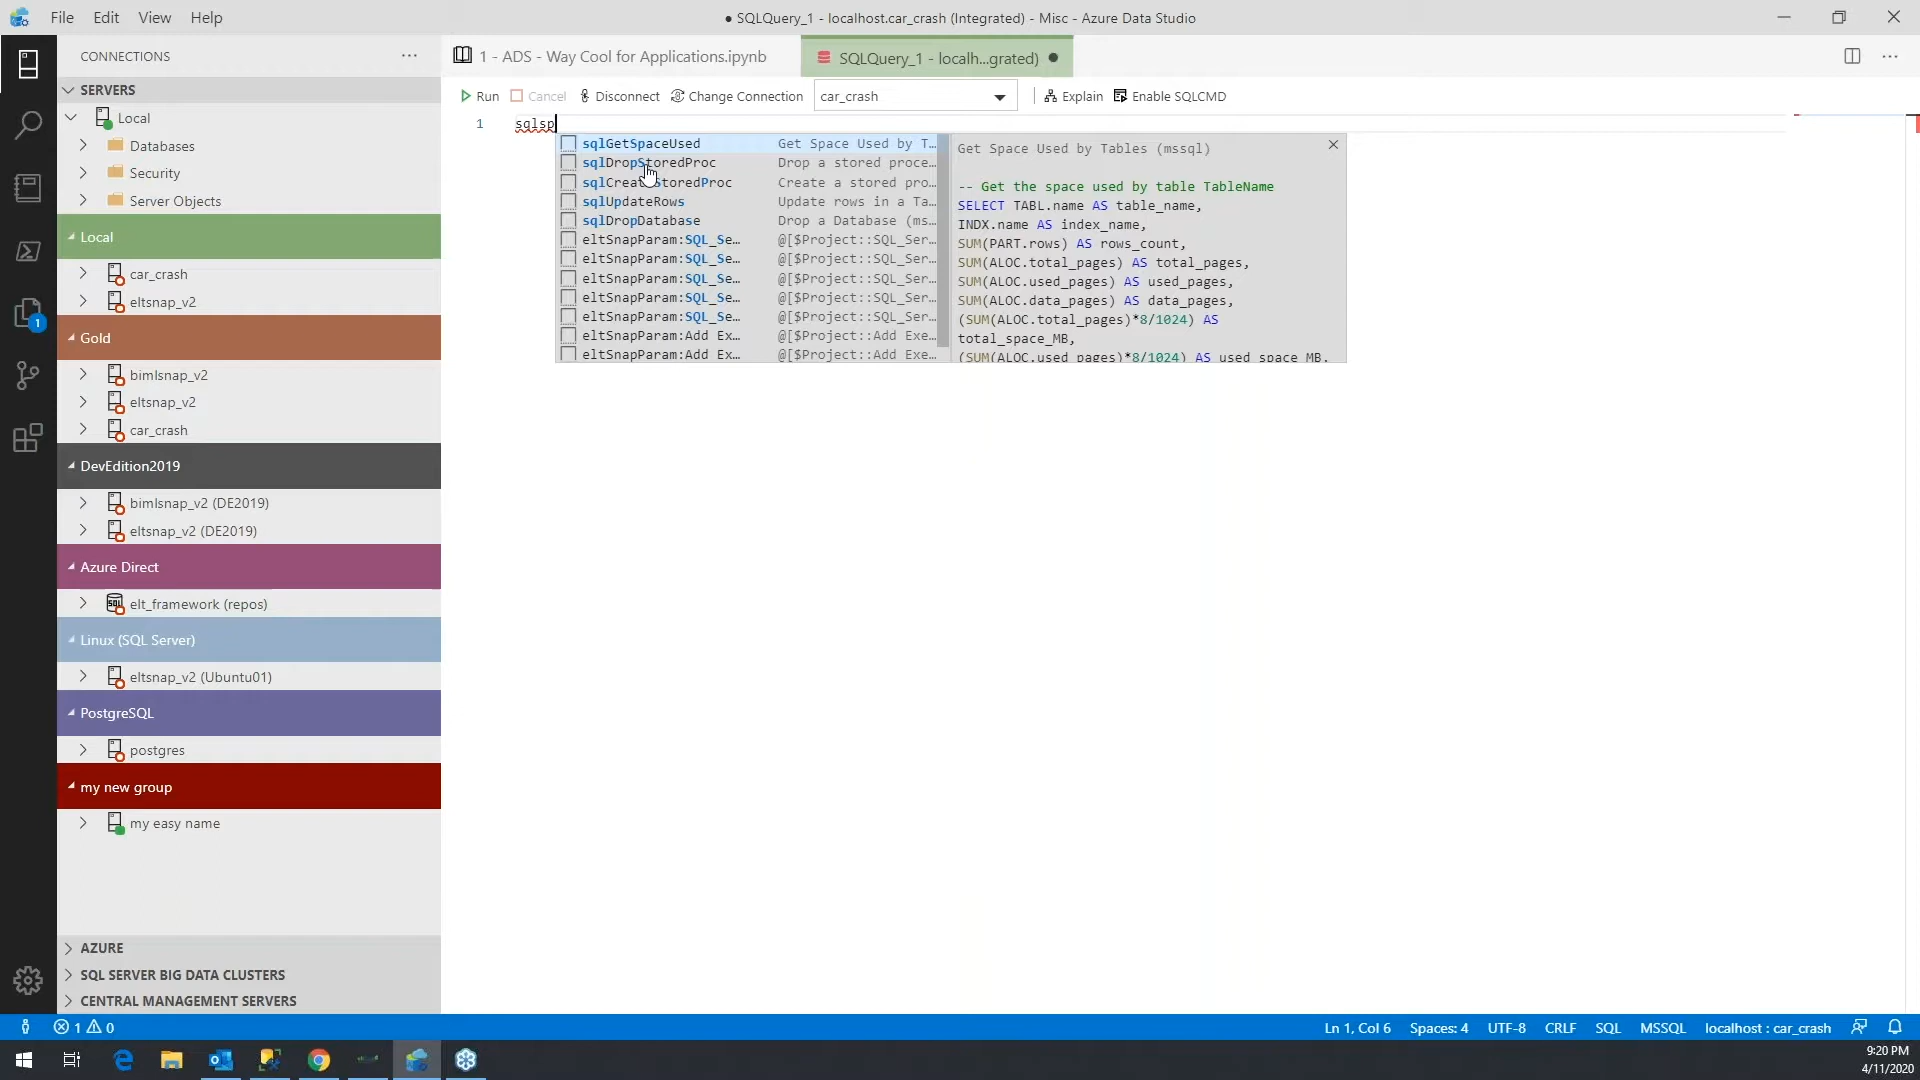 File Edit View Help
● SQLQuery_1 - localhost.car_crash (Integrated) - Misc - Azure Data Studio
CONNECTIONS
1 - ADS - Way Cool for Applications.ipynb
SQLQuery_1 - localh...grated) ●
SERVERS
Run Cancel Disconnect Change Connection car_crash Explain Enable SQLCMD
Local
Databases
Security
Server Objects
Local
car_crash
eltsnap_v2
Gold
bimlsnap_v2
eltsnap_v2
car_crash
DevEdition2019
bimlsnap_v2 (DE2019)
eltsnap_v2 (DE2019)
Azure Direct
elt_framework (repos)
Linux (SQL Server)
eltsnap_v2 (Ubuntu01)
PostgreSQL
postgres
my new group
my easy name
AZURE
SQL SERVER BIG DATA CLUSTERS
CENTRAL MANAGEMENT SERVERS
1 sqlsp
sqlGetSpaceUsed Get Space Used by T...
sqlDropStoredProc Drop a stored proce...
sqlCreateStoredProc Create a stored pro...
sqlUpdateRows Update rows in a Ta...
sqlDropDatabase Drop a Database (ms...
eltSnapParam:SQL_Se... @[$Project::SQL_Ser...
eltSnapParam:SQL_Se... @[$Project::SQL_Ser...
eltSnapParam:SQL_Se... @[$Project::SQL_Ser...
eltSnapParam:SQL_Se... @[$Project::SQL_Ser...
eltSnapParam:SQL_Se... @[$Project::SQL_Ser...
eltSnapParam:Add Ex... @[$Project::Add Exe...
eltSnapParam:Add Ex... @[$Project::Add Exe...
Get Space Used by Tables (mssql)
-- Get the space used by table TableName
SELECT TABL.name AS table_name,
INDX.name AS index_name,
SUM(PART.rows) AS rows_count,
SUM(ALOC.total_pages) AS total_pages,
SUM(ALOC.used_pages) AS used_pages,
SUM(ALOC.data_pages) AS data_pages,
(SUM(ALOC.total_pages)*8/1024) AS
total_space_MB,
(SUM(ALOC.used_pages)*8/1024) AS used_space_MB,
1 0
Ln 1, Col 6 Spaces: 4 UTF-8 CRLF SQL MSSQL localhost : car_crash
9:20 PM
4/11/2020